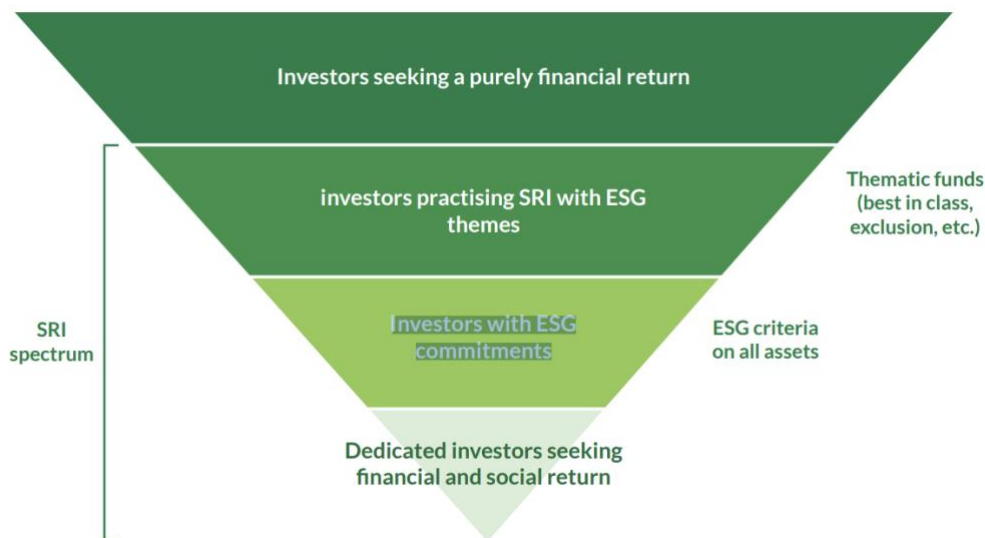 Investors seeking a purely financial return
investors practising SRI with ESG
themes
Thematic funds
(best in class,
exclusion, etc.)
Investors with ESG
commitments
SRI
spectrum
ESG criteria
on all assets
Dedicated investors seeking
financial and social return